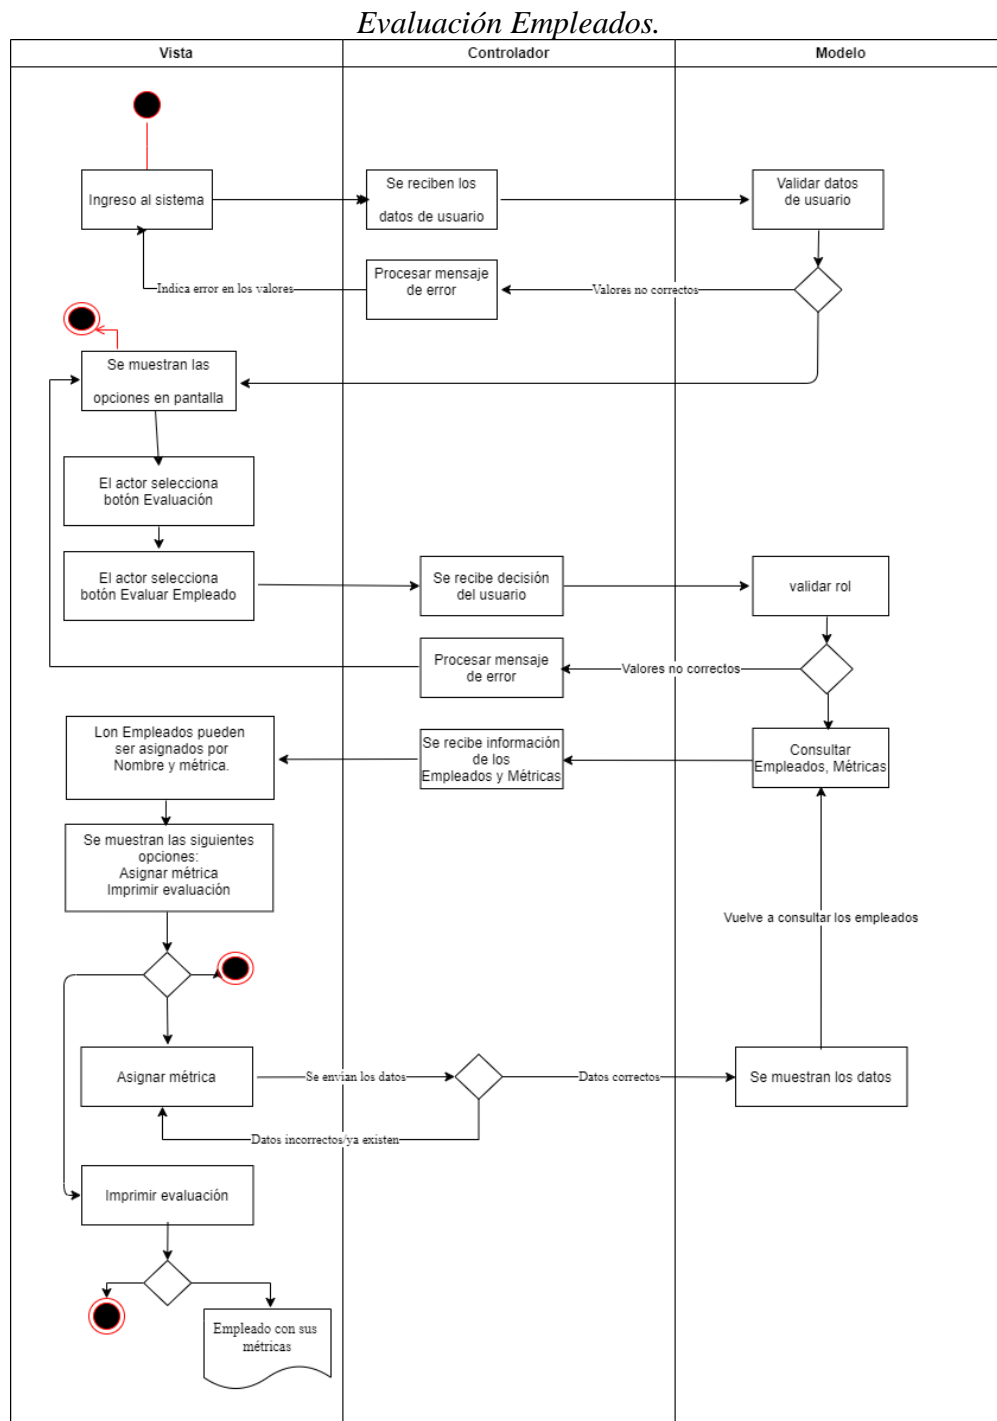 Evaluación Empleados.
Vista
Controlador
Modelo
Ingreso al sistema
Se reciben los
datos de usuario
Validar datos
de usuario
Procesar mensaje
de error
Indica error en los valores
Valores no correctos
Se muestran las
opciones en pantalla
El actor selecciona
botón Evaluación
El actor selecciona
botón Evaluar Empleado
Se recibe decisión
del usuario
validar rol
Procesar mensaje
de error
Valores no correctos
Lon Empleados pueden
ser asignados por
Nombre y métrica.
Se recibe información
de los
Empleados y Métricas
Consultar
Empleados, Métricas
Se muestran las siguientes
opciones:
Asignar métrica
Imprimir evaluación
Vuelve a consultar los empleados
Asignar métrica
Se envían los datos
Datos correctos
Se muestran los datos
Datos incorrectos/ya existen
Imprimir evaluación
Empleado con sus
métricas